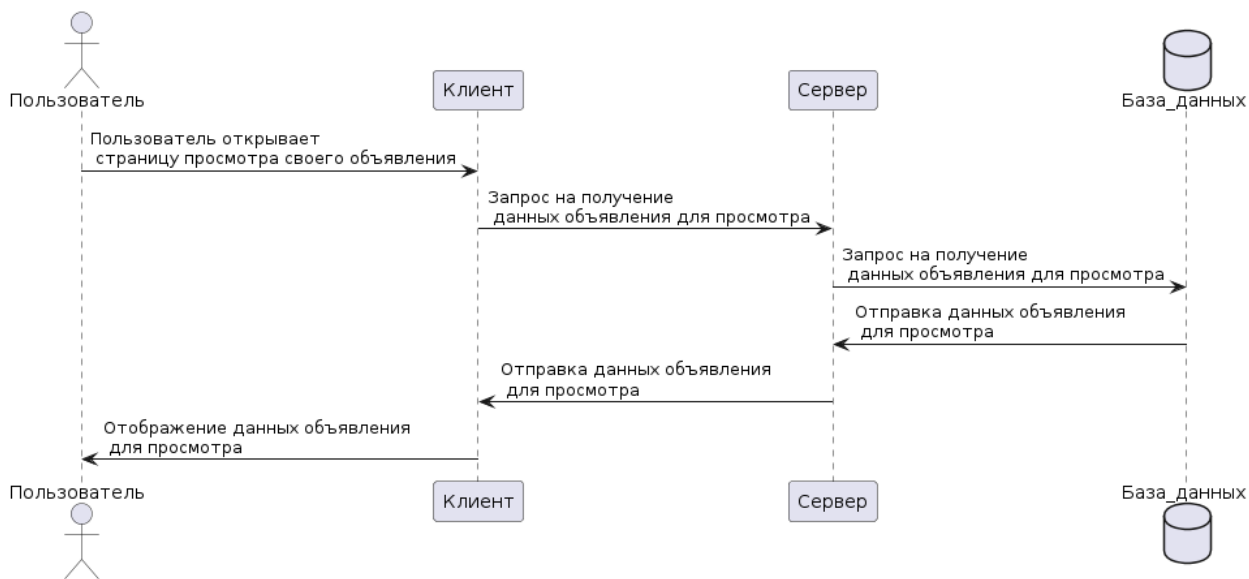 Пользователь
Клиент
Сервер
База_данных
Пользователь открывает
страницу просмотра своего объявления
Запрос на получение
данных объявления для просмотра
Запрос на получение
данных объявления для просмотра
Отправка данных объявления
для просмотра
Отправка данных объявления
для просмотра
Отображение данных объявления
для просмотра
Пользователь
Клиент
Сервер
База_данных